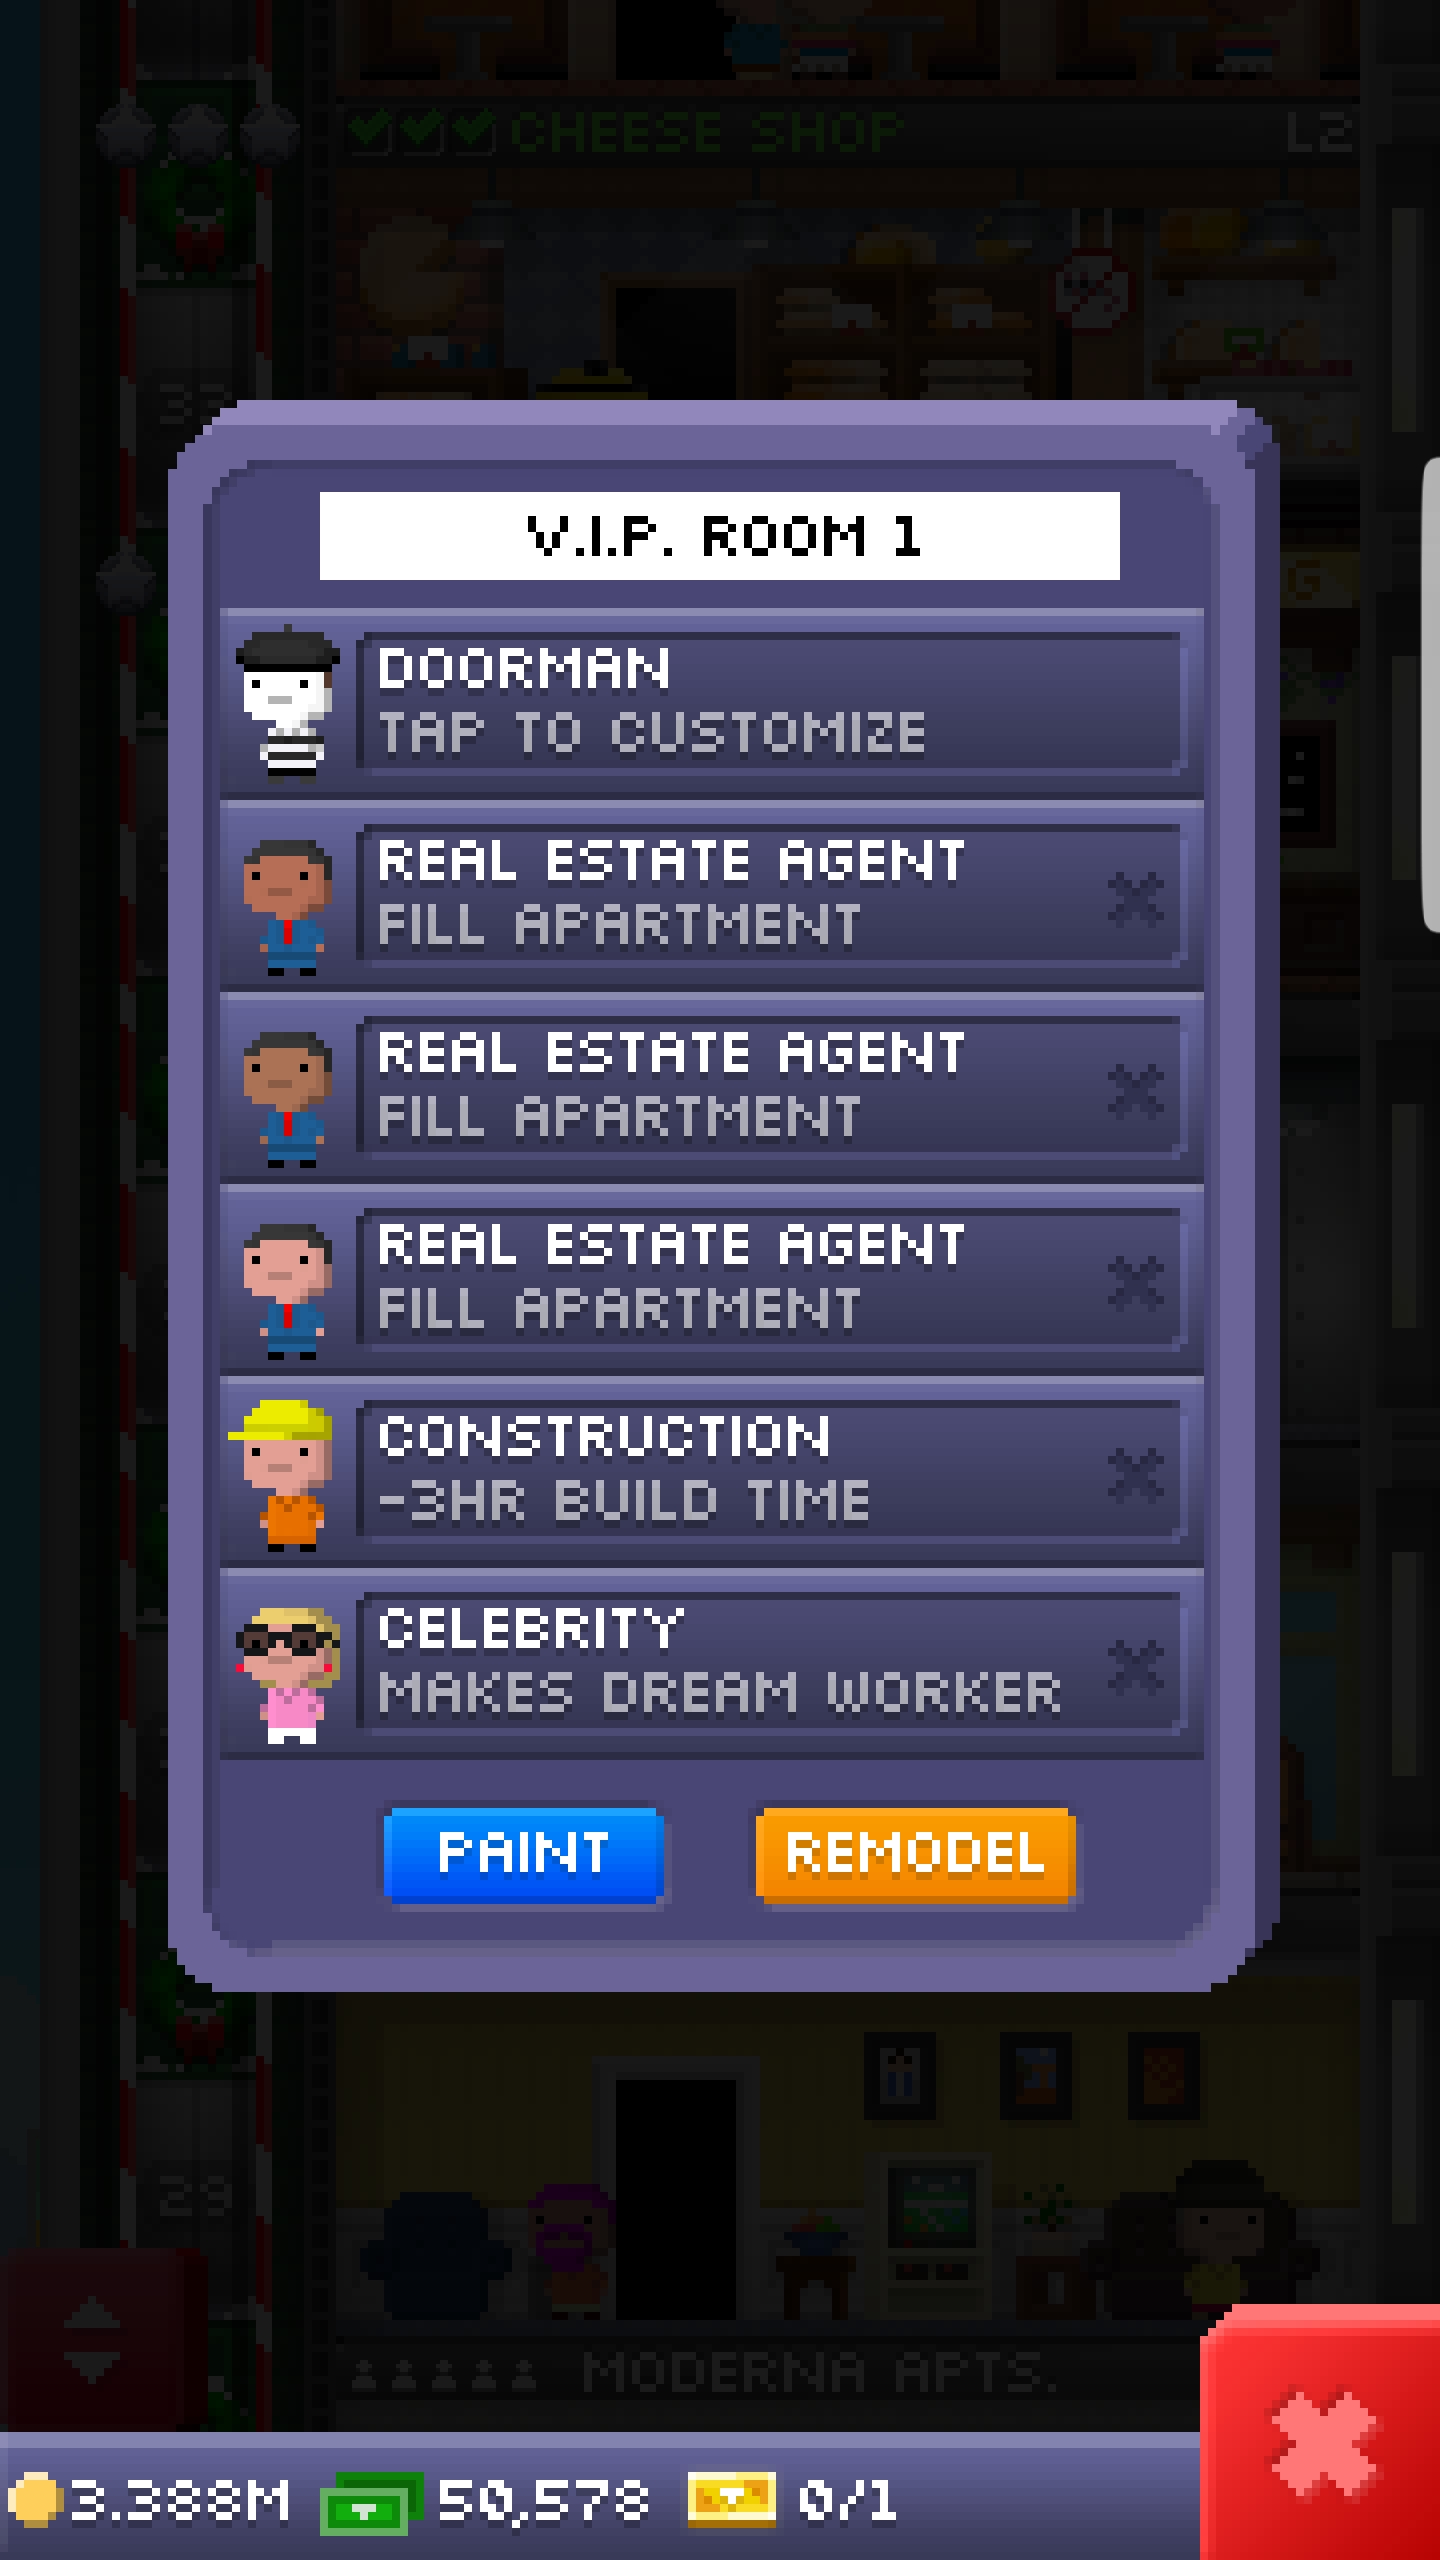 CHEESE SHOP
L2
V.I.P. ROOM 1
DOORMAN
TAP TO CUSTOMIZE
REAL ESTATE AGENT
FILL APARTMENT
REAL ESTATE AGENT
FILL APARTMENT
REAL ESTATE AGENT
FILL APARTMENT
CONSTRUCTION
-3HR BUILD TIME
CELEBRITY
MAKES DREAM WORKER
PAINT
REMODEL
29
MODERNA APTS.
3.388M
50,578
0/1